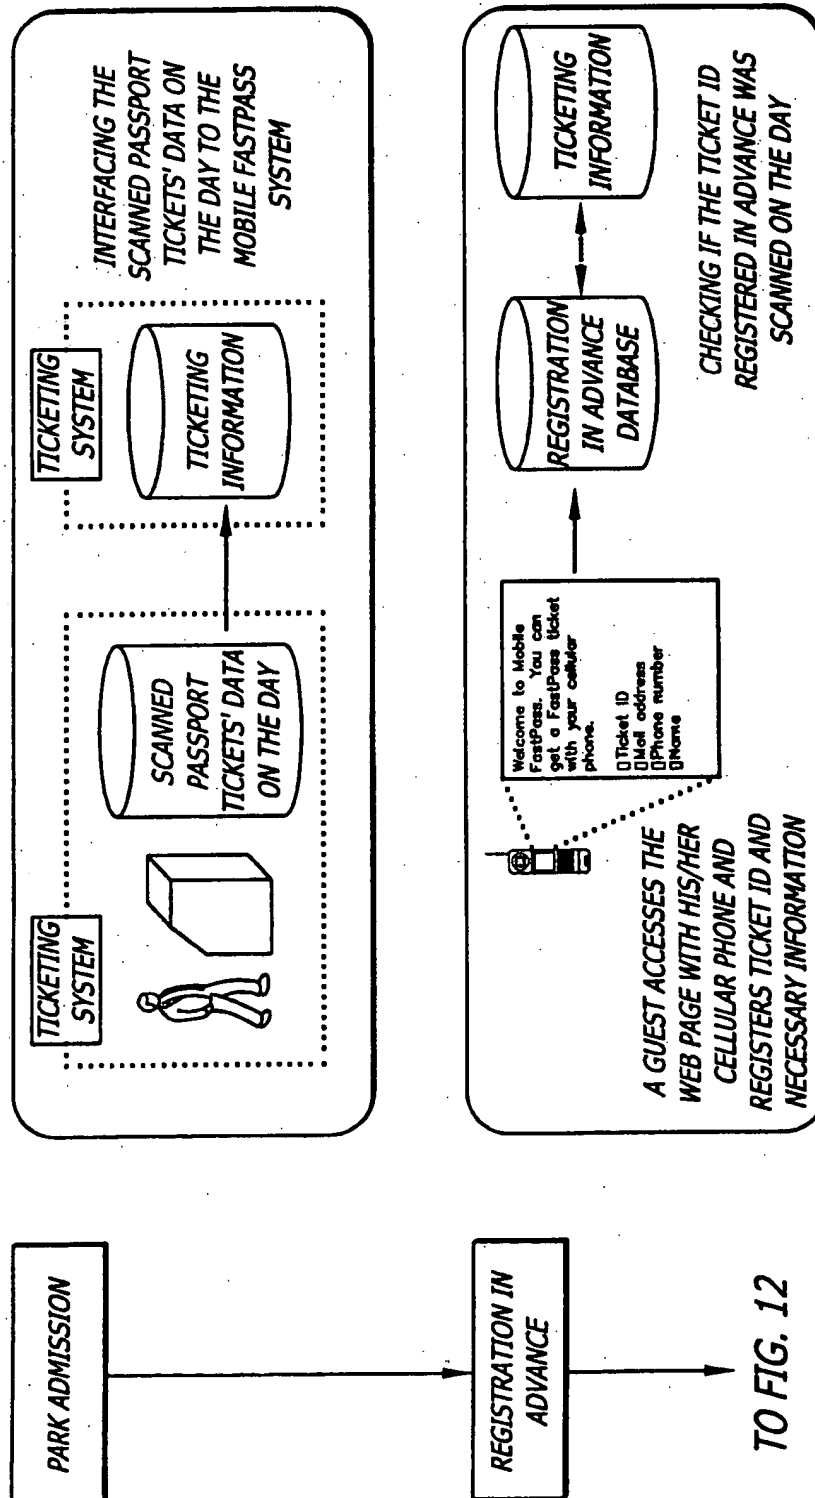 PARK ADMISSION
TICKETING
SYSTEM
SCANNED
PASSPORT
TICKETS' DATA
ON THE DAY
TICKETING
SYSTEM
TICKETING
INFORMATION
INTERFACING THE
SCANNED PASSPORT
TICKETS' DATA ON
THE DAY TO THE
MOBILE FASTPASS
SYSTEM
REGISTRATION IN
ADVANCE
A GUEST ACCESSES THE
WEB PAGE WITH HIS/HER
CELLULAR PHONE AND
REGISTERS TICKET ID AND
NECESSARY INFORMATION
Welcome to Mobile
FastPass. You can
get a FastPass ticket
with your cellular
phone.
▯Ticket ID
▯Mail address
▯Phone number
▯Name
REGISTRATION
IN ADVANCE
DATABASE
TICKETING
INFORMATION
CHECKING IF THE TICKET ID
REGISTERED IN ADVANCE WAS
SCANNED ON THE DAY
TO FIG. 12